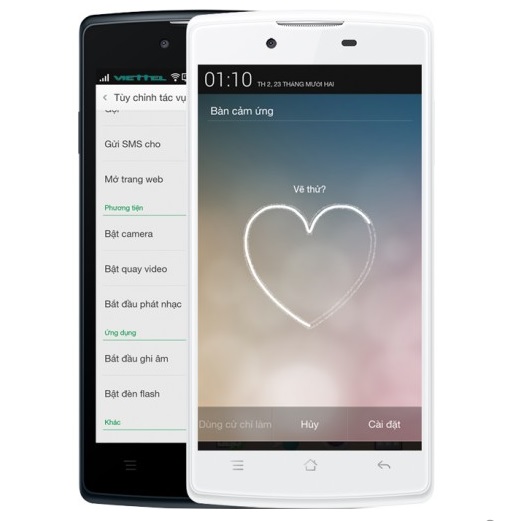 VIETTEL
Tùy chỉnh tác vụ
Gọi
Gửi SMS cho
Mở trang web
Phương tiện
Bật camera
Bật quay video
Bắt đầu phát nhạc
Ứng dụng
Bắt đầu ghi âm
Bật đèn flash
Khác
01:10 TH 2, 23 THÁNG MƯỜI HAI
Bàn cảm ứng
Vẽ thử?
Dùng cử chỉ làm
Hủy
Cài đặt